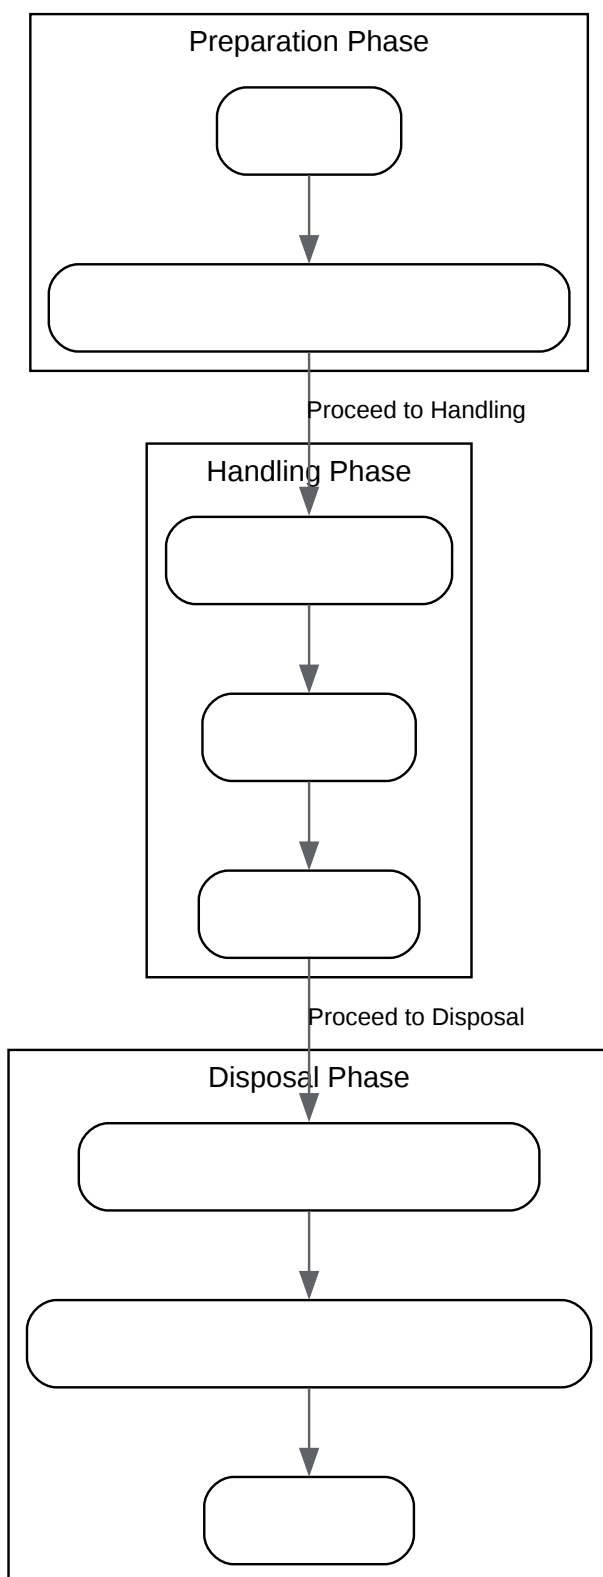 Preparation Phase
Proceed to Handling
Handling Phase
Proceed to Disposal
Disposal Phase